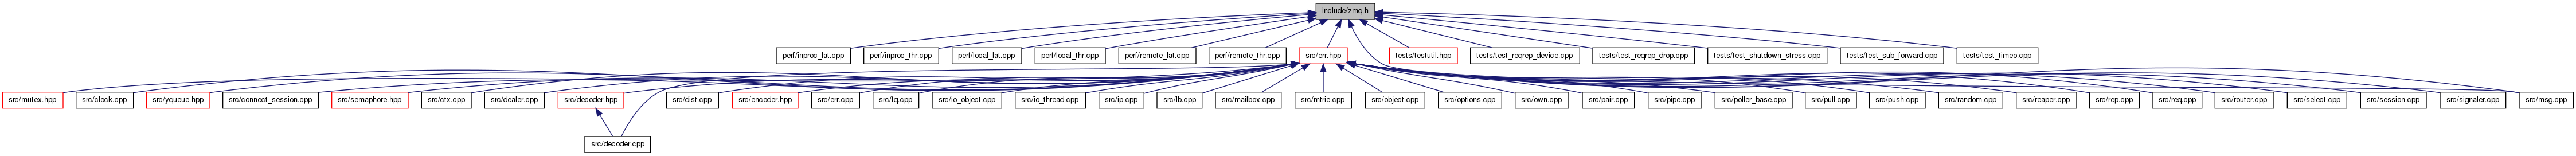 include/zmq.h
perf/inproc_lat.cpp
perf/inproc_thr.cpp
perf/local_lat.cpp
perf/local_thr.cpp
perf/remote_lat.cpp
perf/remote_thr.cpp
src/err.hpp
tests/testutil.hpp
tests/test_reqrep_device.cpp
tests/test_reqrep_drop.cpp
tests/test_shutdown_stress.cpp
tests/test_sub_forward.cpp
tests/test_timeo.cpp
src/mutex.hpp
src/clock.cpp
src/yqueue.hpp
src/connect_session.cpp
src/semaphore.hpp
src/ctx.cpp
src/dealer.cpp
src/decoder.hpp
src/dist.cpp
src/encoder.hpp
src/err.cpp
src/fq.cpp
src/io_object.cpp
src/io_thread.cpp
src/ip.cpp
src/lb.cpp
src/mailbox.cpp
src/mtrie.cpp
src/object.cpp
src/options.cpp
src/own.cpp
src/pair.cpp
src/pipe.cpp
src/poller_base.cpp
src/pull.cpp
src/push.cpp
src/random.cpp
src/reaper.cpp
src/rep.cpp
src/req.cpp
src/router.cpp
src/select.cpp
src/session.cpp
src/signaler.cpp
src/msg.cpp
src/decoder.cpp